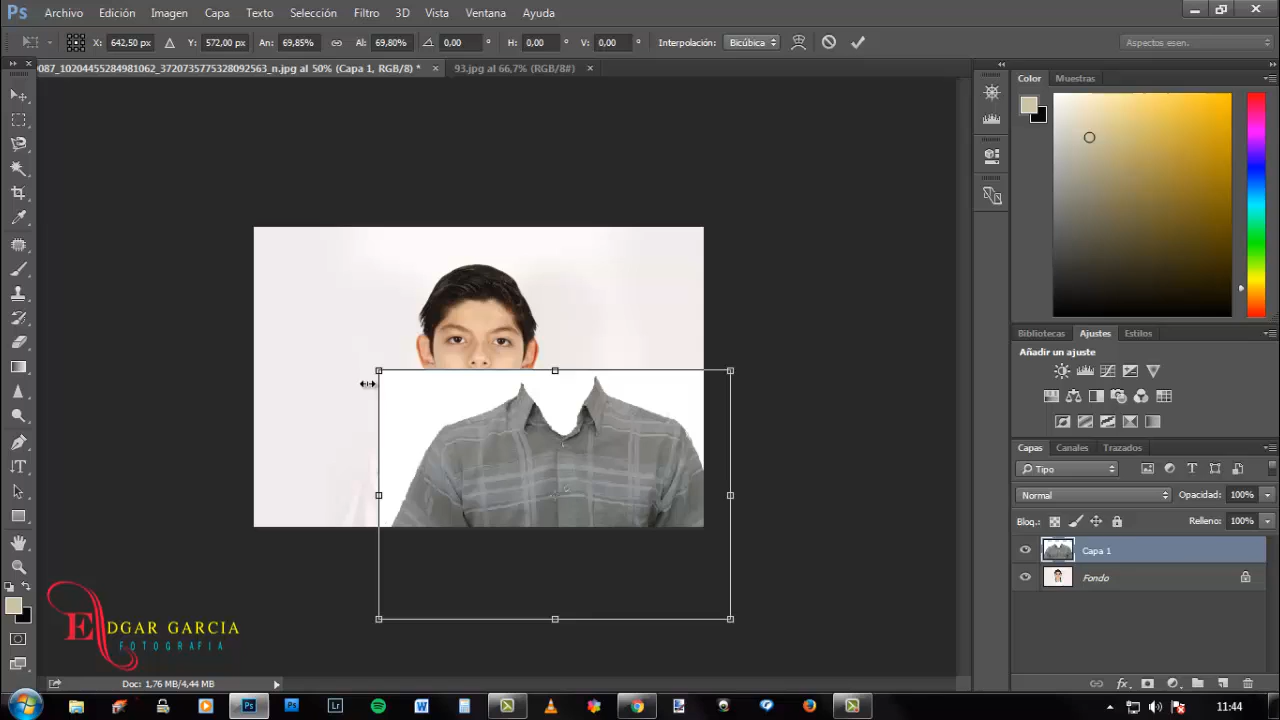 Ps Archivo Edición Imagen Capa Texto Selección Filtro 3D Vista Ventana Ayuda
X: 642,50 px Y: 572,00 px An: 69,85% Al: 69,80% 0,00 ° H: 0,00 ° V: 0,00 ° Interpolación: Bicúbica Aspectos esen.
087_10204455284981062_3720735775328092563_n.jpg al 50% (Capa 1, RGB/8) * × 93.jpg al 66,7% (RGB/8#) ×
Color Muestras
Bibliotecas Ajustes Estilos
Añadir un ajuste
Capas Canales Trazados
Tipo
Normal Opacidad: 100%
Bloq.: Relleno: 100%
Capa 1
Fondo
EDGAR GARCIA
FOTOGRAFIA
Doc: 1,76 MB/4,44 MB
11:44